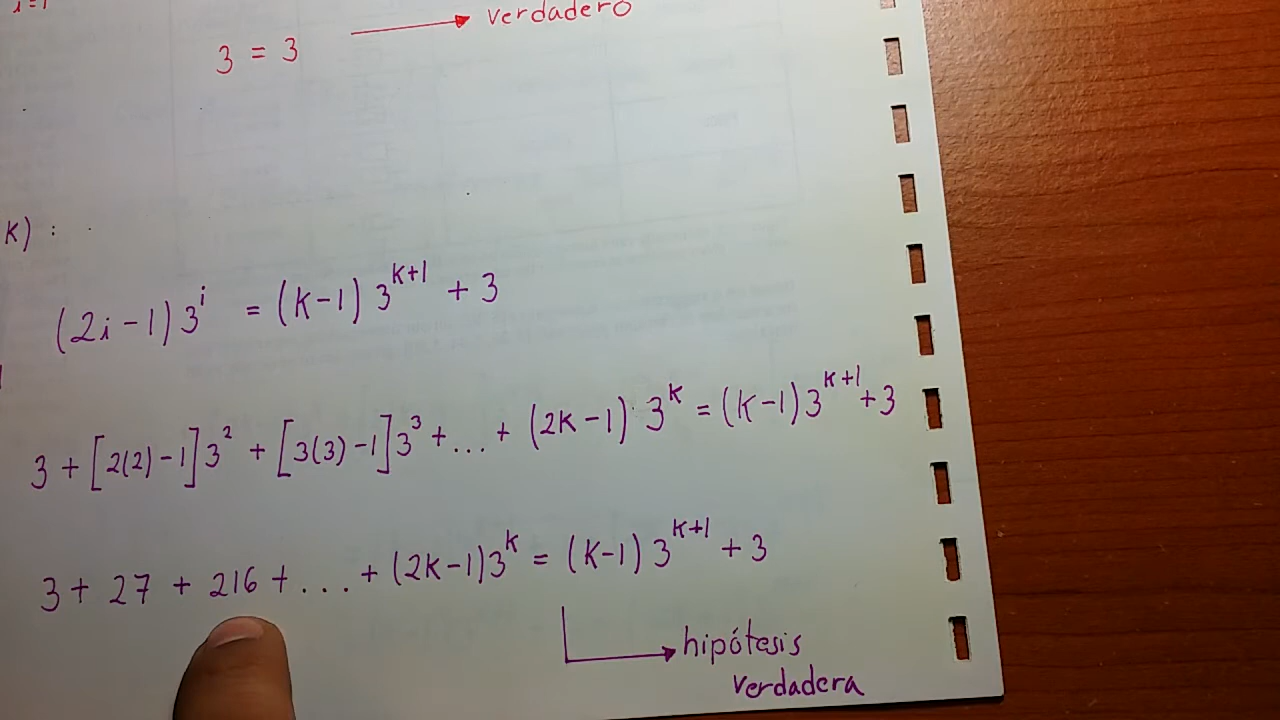 i=1
3 = 3 → verdadero
K) :
(2i-1)3^i = (k-1) 3^{k+1} + 3
3 + [2(2)-1]3^2 + [3(3)-1]3^3 + ... + (2k-1) 3^k = (k-1) 3^{k+1} + 3
3 + 27 + 216 + ... + (2k-1)3^k = (k-1) 3^{k+1} + 3
hipótesis
verdadera